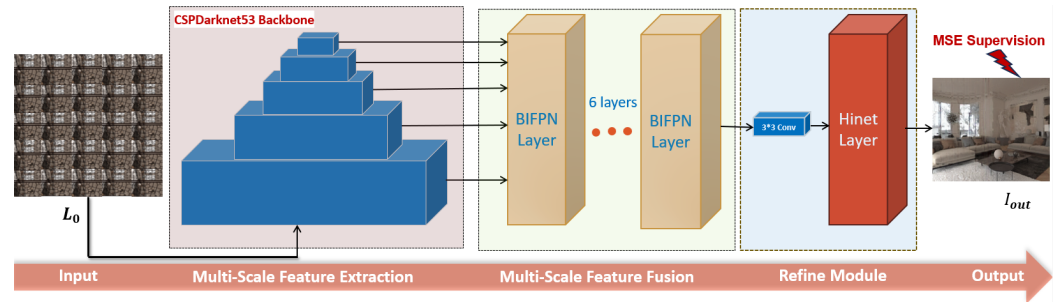 CSPDarknet53 Backbone
MSE Supervision
6 layers
BIFPN
Layer
BIFPN
Layer
3*3 Conv
Hinet
Layer
L₀
I_out
Input
Multi-Scale Feature Extraction
Multi-Scale Feature Fusion
Refine Module
Output